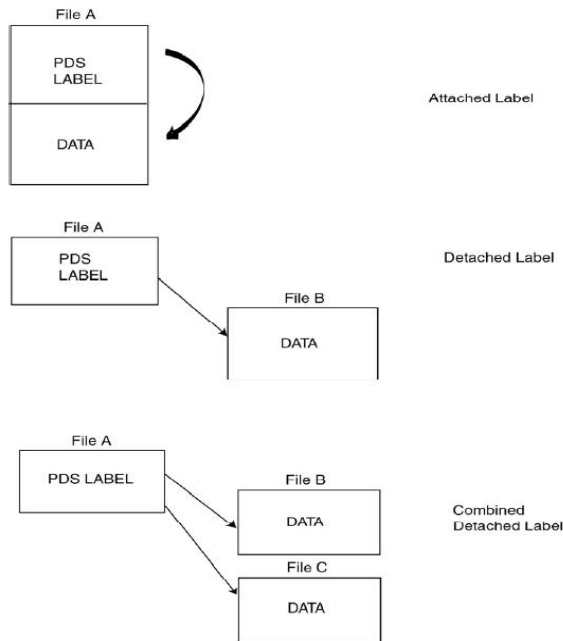 File A
PDS
LABEL
DATA
Attached Label
File A
PDS
LABEL
Detached Label
File B
DATA
File A
PDS LABEL
File B
DATA
Combined
Detached Label
File C
DATA